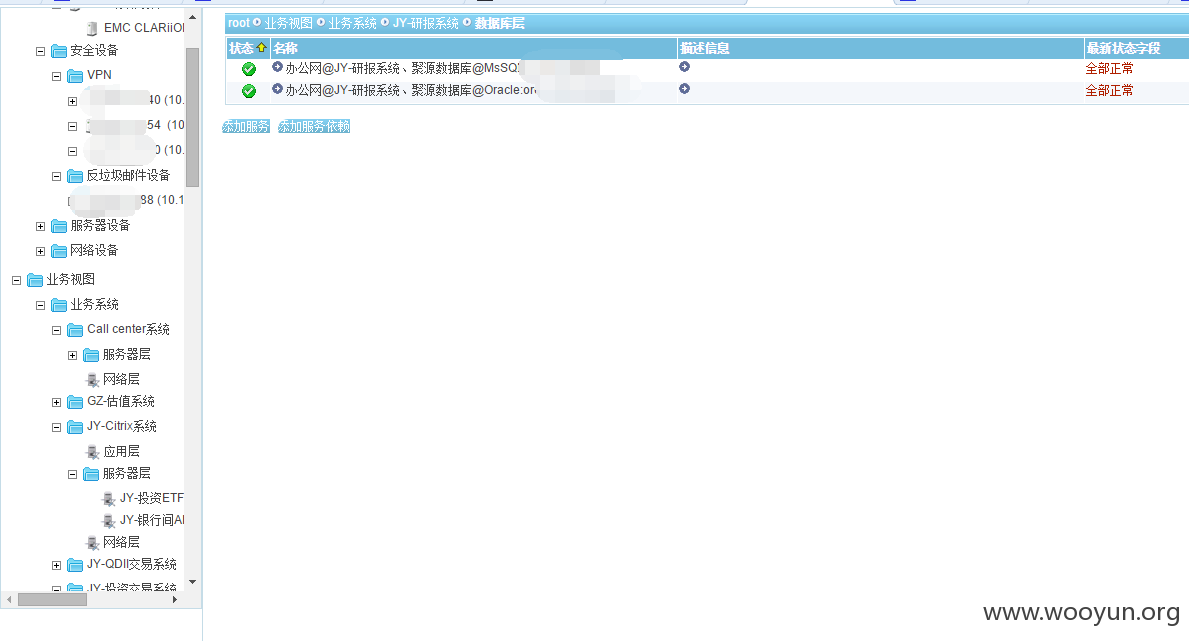 EMC CLARiiO
安全设备
VPN
40 (10.
54 (10
0 (10.
反垃圾邮件设备
88 (10.1
服务器设备
网络设备
业务视图
业务系统
Call center系统
服务器层
网络层
GZ-估值系统
JY-Citrix系统
应用层
服务器层
JY-投资ETF
JY-银行间A
网络层
JY-QDII交易系统
JY-投资交易系统
root 业务视图 业务系统 JY-研报系统 数据库层
状态 名称 描述信息 最新状态字段
办公网@JY-研报系统、聚源数据库@MsSQ 全部正常
办公网@JY-研报系统、聚源数据库@Oracle:or 全部正常
添加服务 添加服务依赖
www.wooyun.org